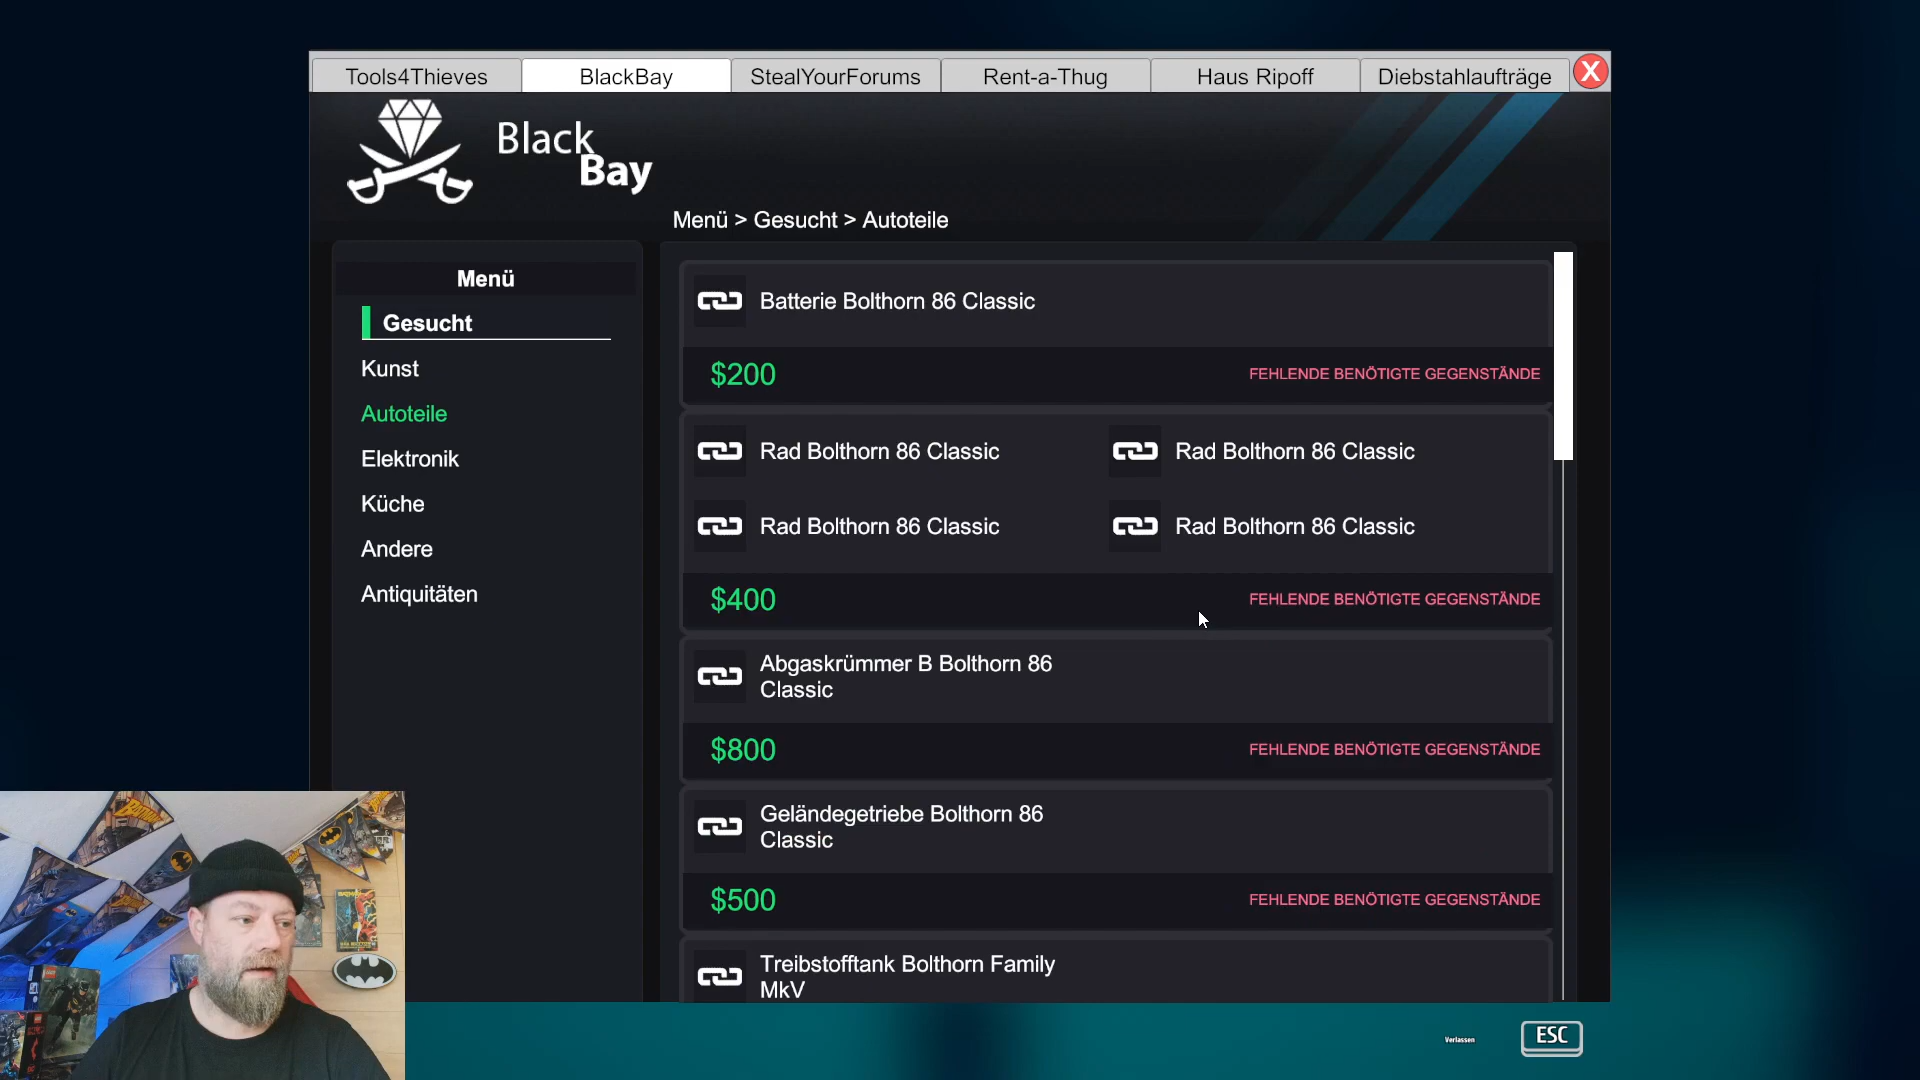 Tools4Thieves
BlackBay
StealYourForums
Rent-a-Thug
Haus Ripoff
Diebstahlaufträge
X
Black
Bay
Menü > Gesucht > Autoteile
Menü
Gesucht
Kunst
Autoteile
Elektronik
Küche
Andere
Antiquitäten
Batterie Bolthorn 86 Classic
$200
FEHLENDE BENÖTIGTE GEGENSTÄNDE
Rad Bolthorn 86 Classic
Rad Bolthorn 86 Classic
Rad Bolthorn 86 Classic
Rad Bolthorn 86 Classic
$400
FEHLENDE BENÖTIGTE GEGENSTÄNDE
Abgaskrümmer B Bolthorn 86
Classic
$800
FEHLENDE BENÖTIGTE GEGENSTÄNDE
Geländegetriebe Bolthorn 86
Classic
$500
FEHLENDE BENÖTIGTE GEGENSTÄNDE
Treibstofftank Bolthorn Family
MkV
Verlassen
ESC